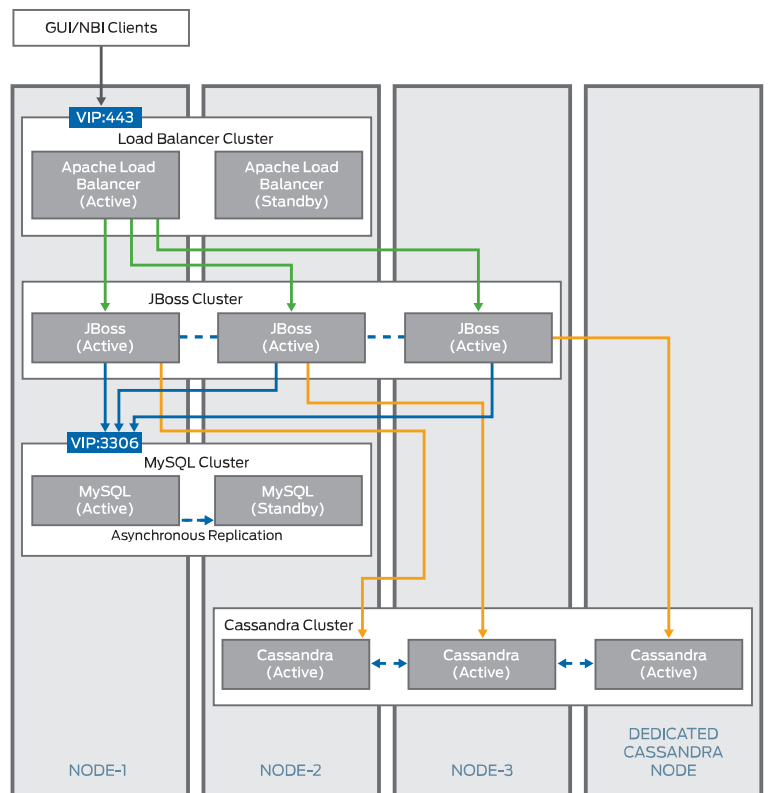 GUI/NBI Clients
VIP:443
Load Balancer Cluster
Apache Load
Balancer
(Active)
Apache Load
Balancer
(Standby)
JBoss Cluster
JBoss
(Active)
JBoss
(Active)
JBoss
(Active)
VIP:3306
MySQL Cluster
MySQL
(Active)
MySQL
(Standby)
Asynchronous Replication
Cassandra Cluster
Cassandra
(Active)
Cassandra
(Active)
Cassandra
(Active)
NODE-1
NODE-2
NODE-3
DEDICATED
CASSANDRA
NODE